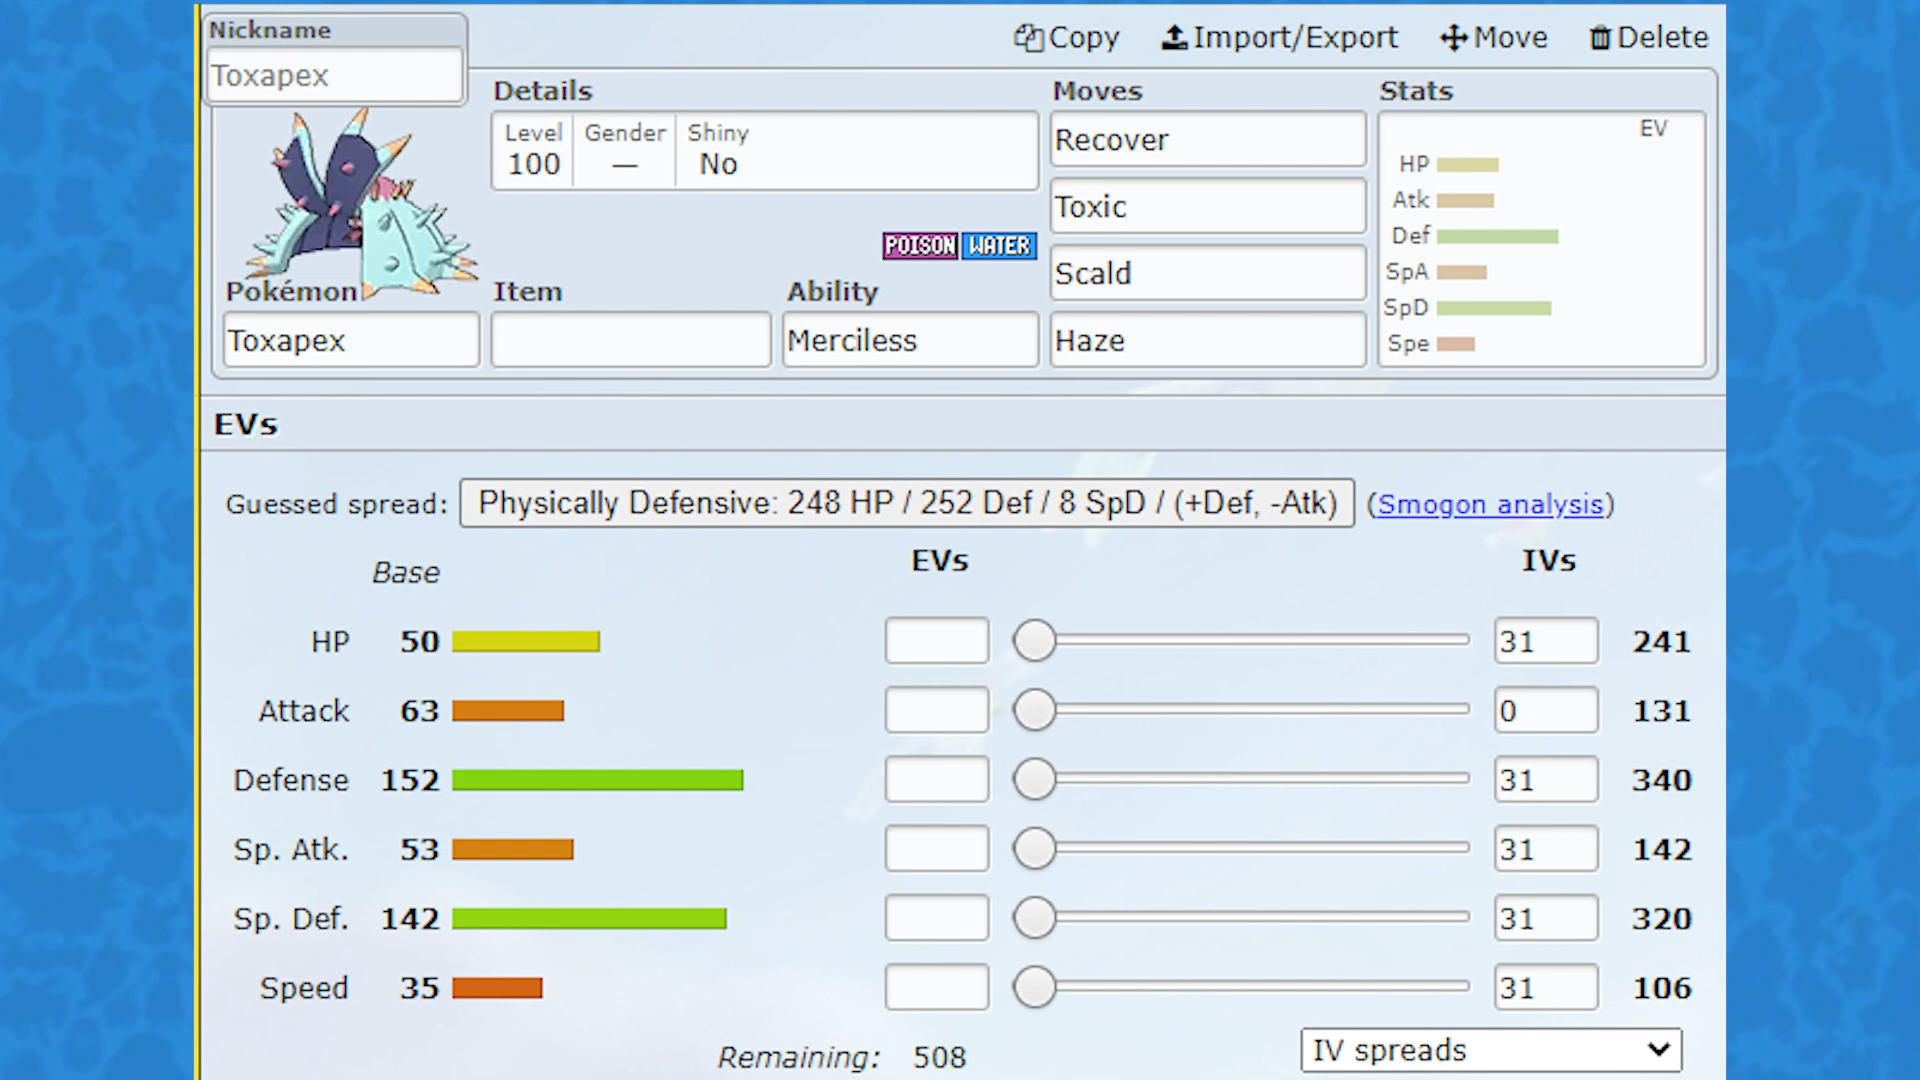 Nickname
Toxapex
Copy Import/Export Move Delete
Details
Level Gender Shiny
100 — No
POISON WATER
Pokémon Item Ability
Toxapex Merciless
Moves
Recover
Toxic
Scald
Haze
Stats
EV
HP
Atk
Def
SpA
SpD
Spe
EVs
Guessed spread: Physically Defensive: 248 HP / 252 Def / 8 SpD / (+Def, -Atk) (Smogon analysis)
Base EVs IVs
HP 50 31 241
Attack 63 0 131
Defense 152 31 340
Sp. Atk. 53 31 142
Sp. Def. 142 31 320
Speed 35 31 106
Remaining: 508 IV spreads